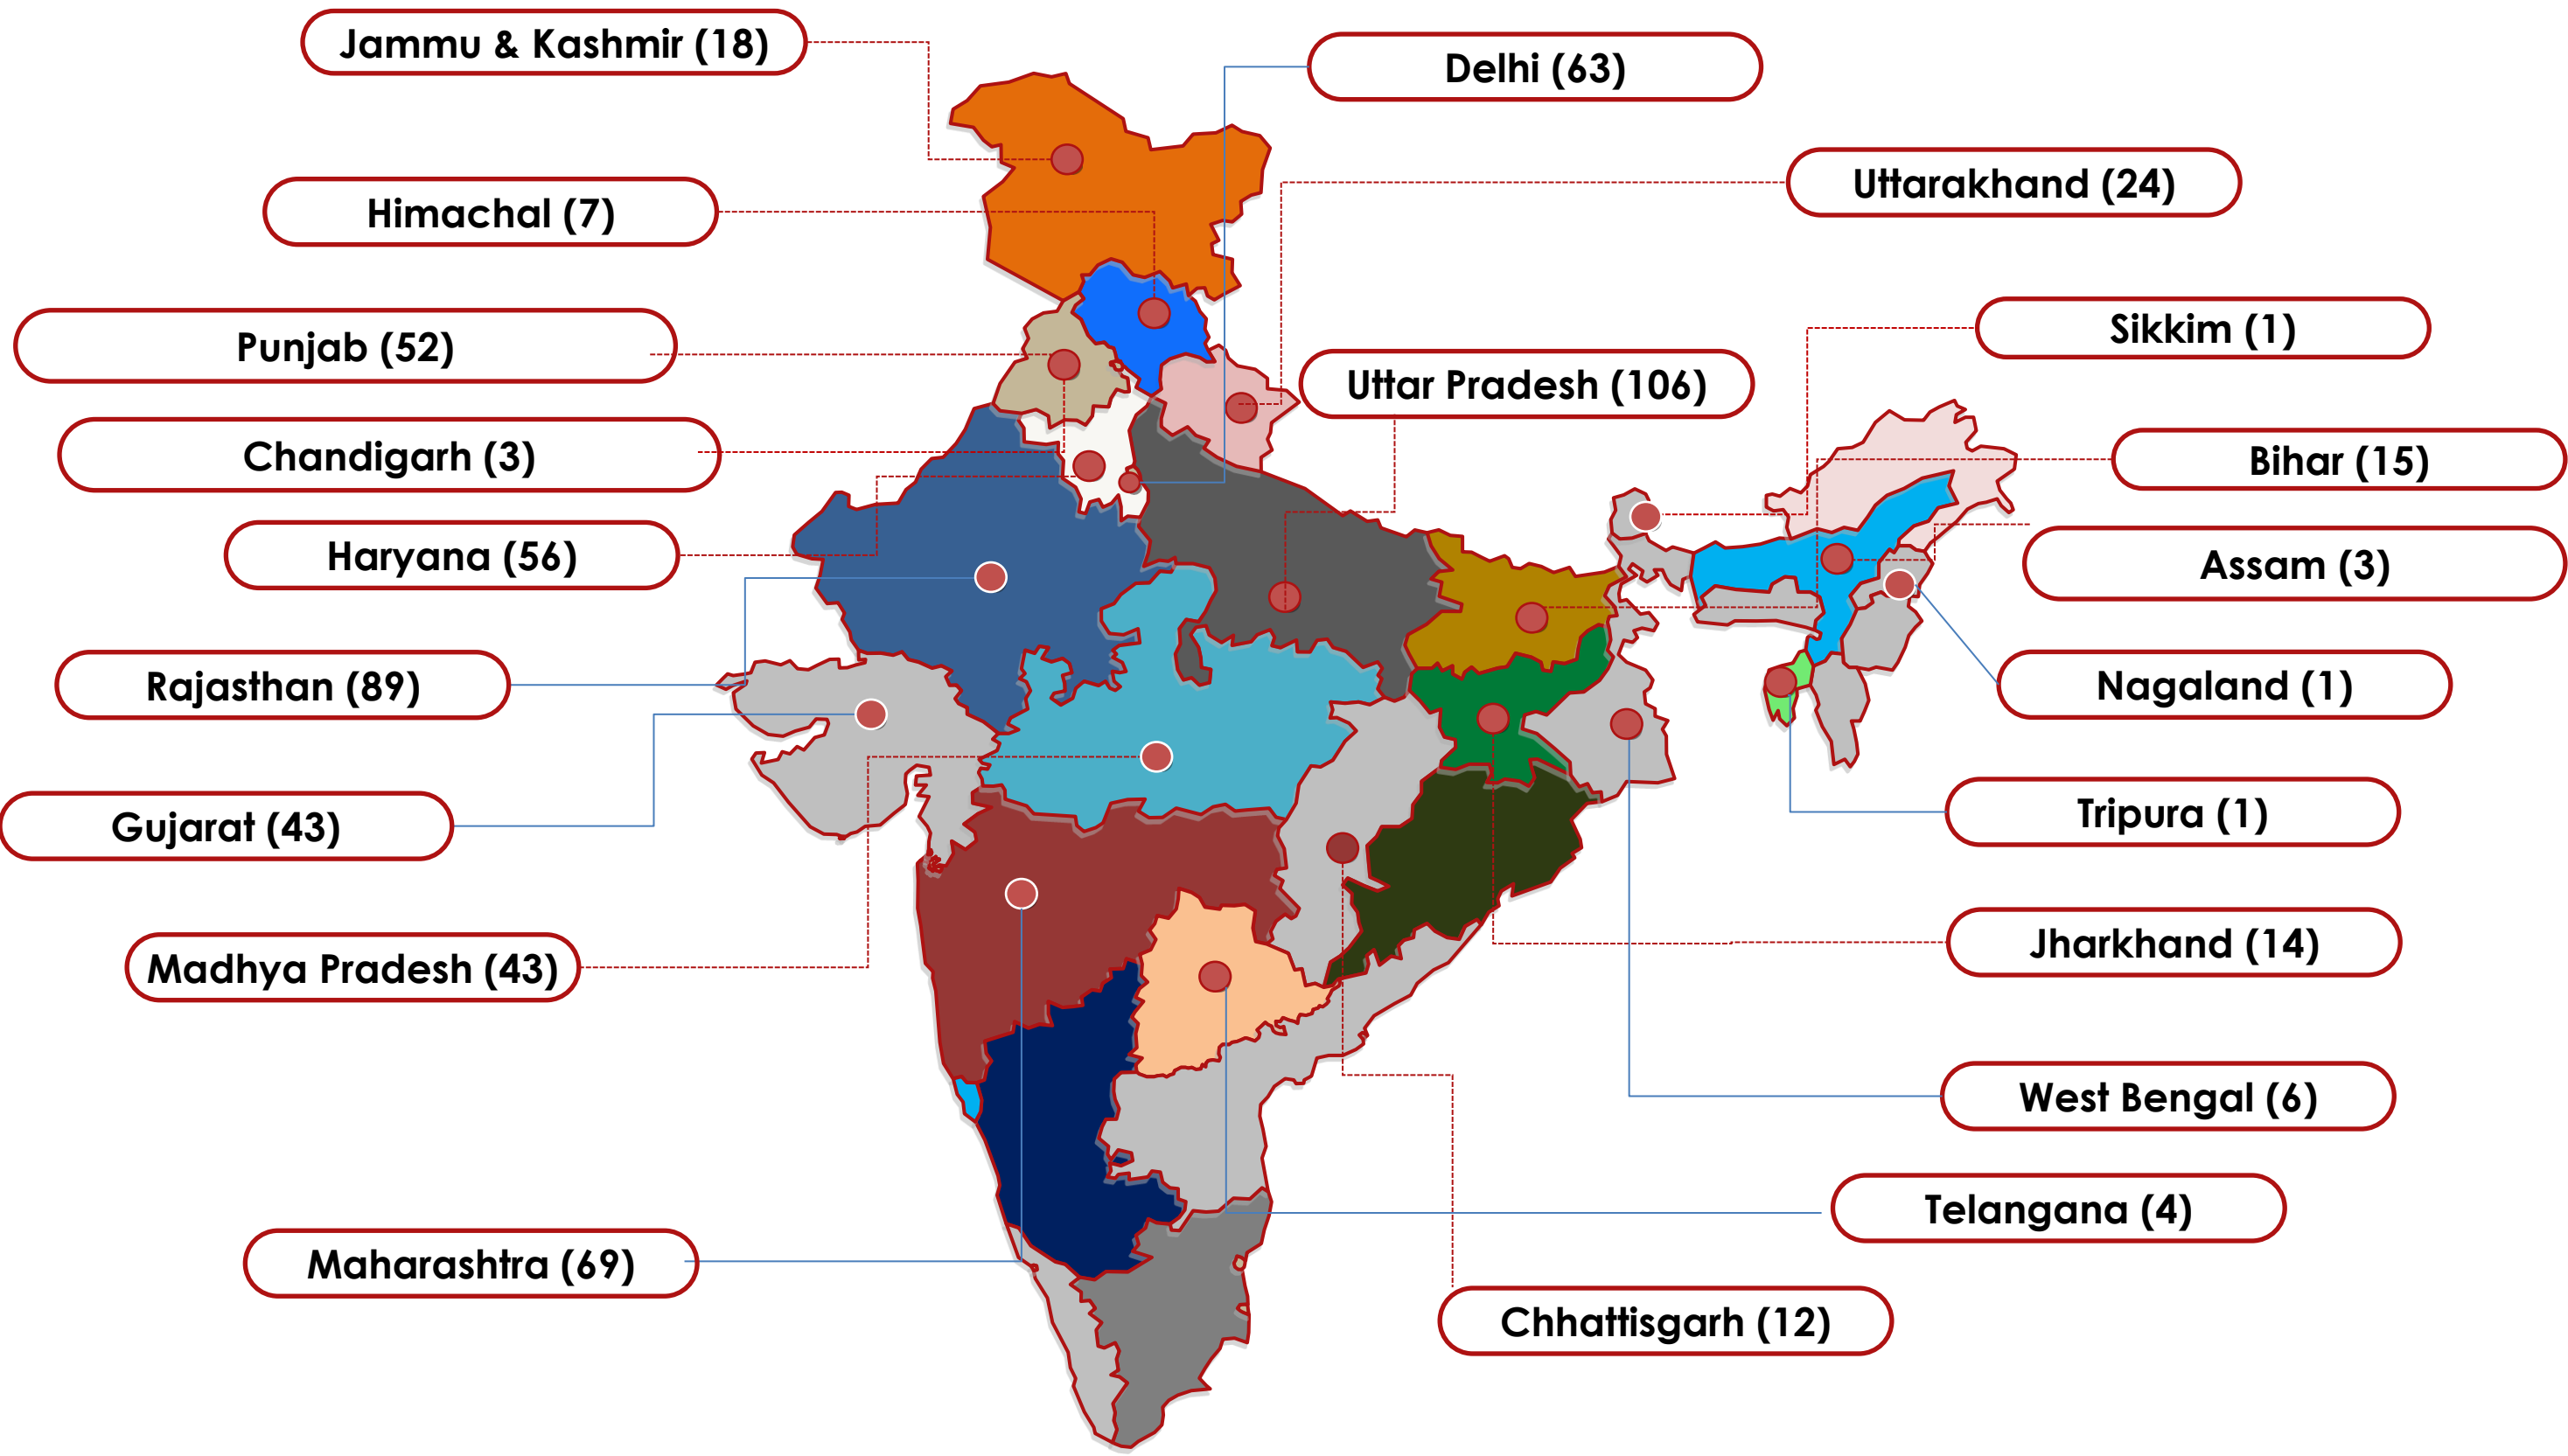 Jammu & Kashmir (18)
Delhi (63)
Uttarakhand (24)
Himachal (7)
Sikkim (1)
Punjab (52)
Uttar Pradesh (106)
Chandigarh (3)
Bihar (15)
Haryana (56)
Assam (3)
Rajasthan (89)
Nagaland (1)
Gujarat (43)
Tripura (1)
Madhya Pradesh (43)
Jharkhand (14)
West Bengal (6)
Telangana (4)
Maharashtra (69)
Chhattisgarh (12)